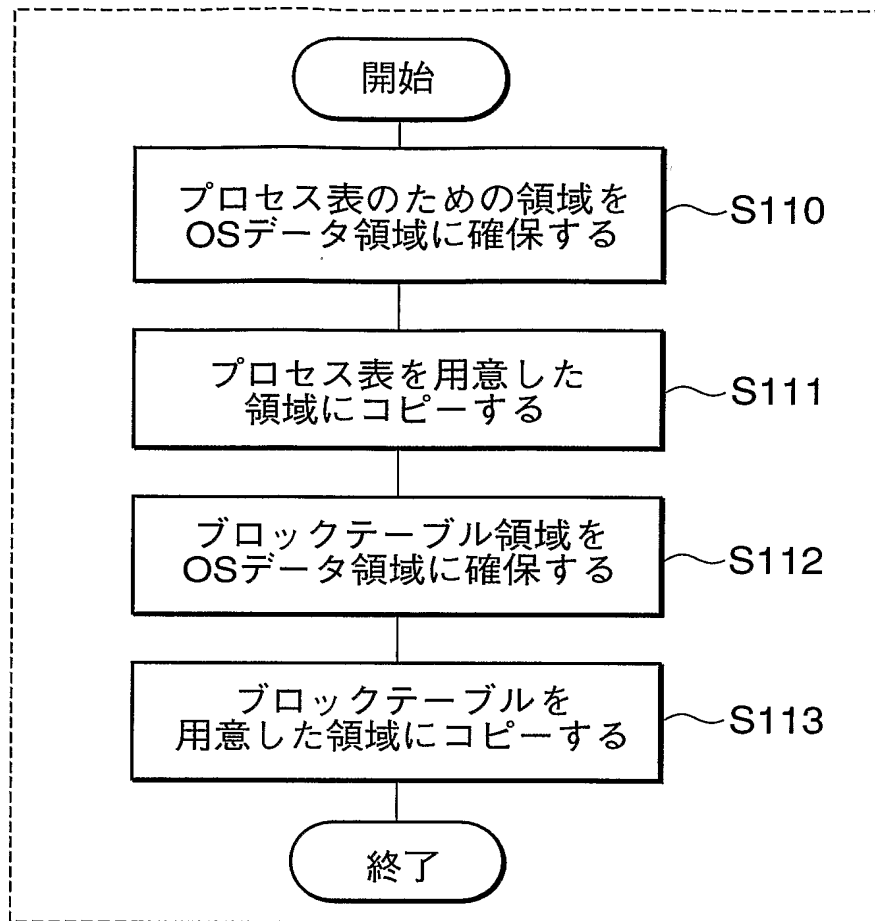 開始
プロセス表のための領域を
OSデータ領域に確保する
S110
プロセス表を用意した
領域にコピーする
S111
ブロックテーブル領域を
OSデータ領域に確保する
S112
ブロックテーブルを
用意した領域にコピーする
S113
終了